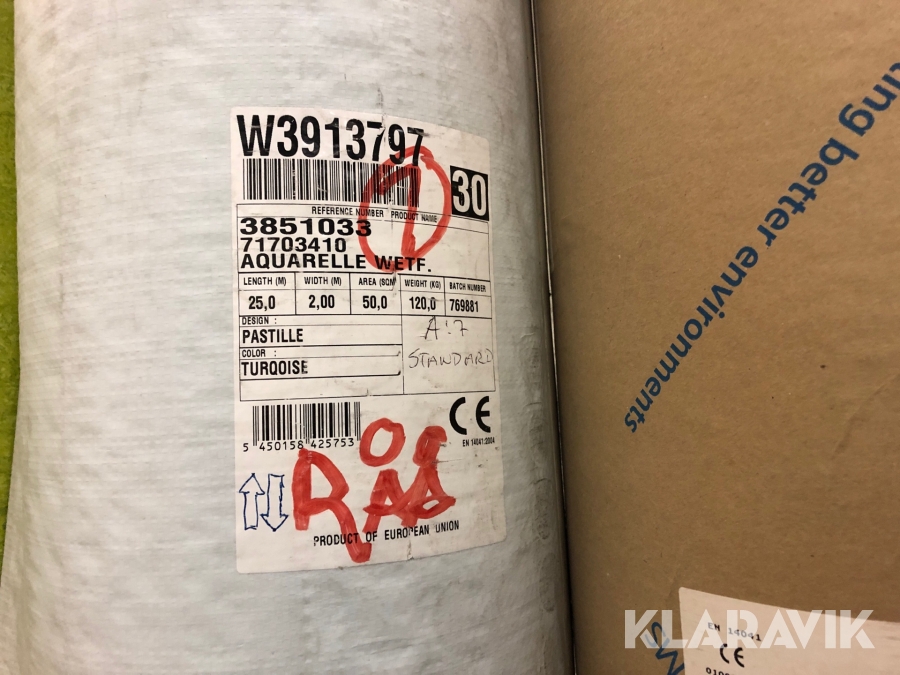 W3913797
30
1
REFERENCE NUMBER PRODUCT NAME
3851033
71703410
AQUARELLE WETF.
LENGTH (M) WIDTH (M) AREA (SQM) WEIGHT (KG) BATCH NUMBER
25,0 2,00 50,0 120,0 769881
DESIGN :
PASTILLE
COLOR :
TURQOISE
A:7
STANDARD
5 450158 425753
CE
EN 14041:2004
PRODUCT OF EUROPEAN UNION
better environments
EN 14041
CE
KLARAVIK